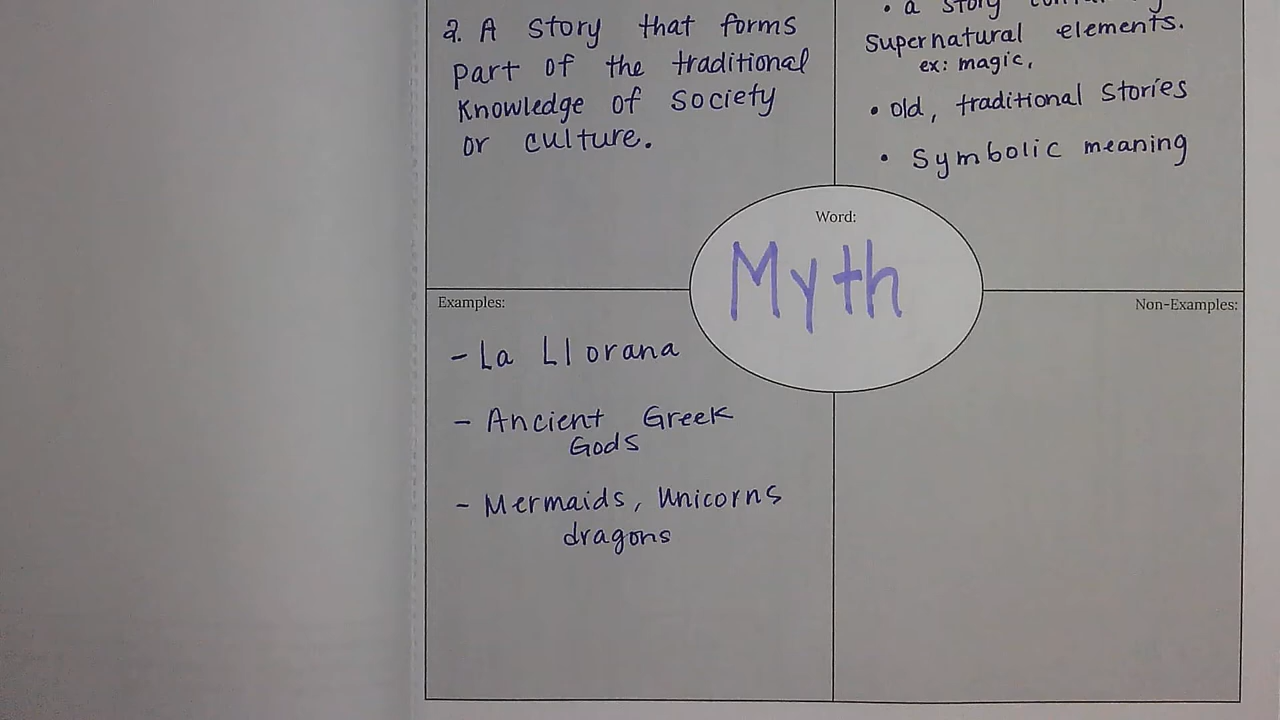 2. A story that forms
part of the traditional
Knowledge of Society
or culture.
• a story
Supernatural elements.
ex: magic,
• old, traditional Stories
• Symbolic meaning
Word:
Myth
Examples:
- La Llorana
- Ancient Greek
Gods
- Mermaids, Unicorns
dragons
Non-Examples: